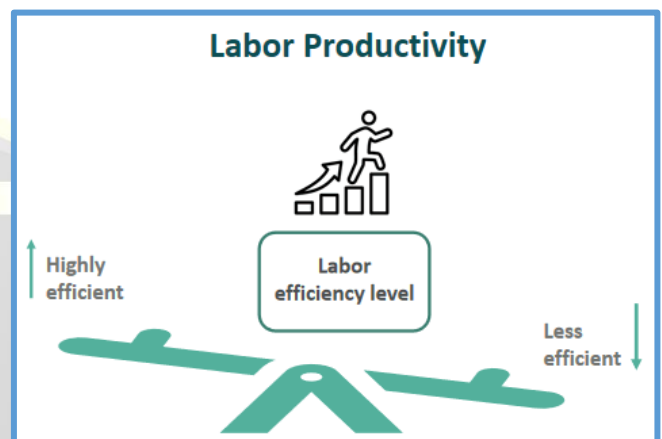 Labor Productivity
Labor
efficiency level
Highly
efficient
Less
efficient